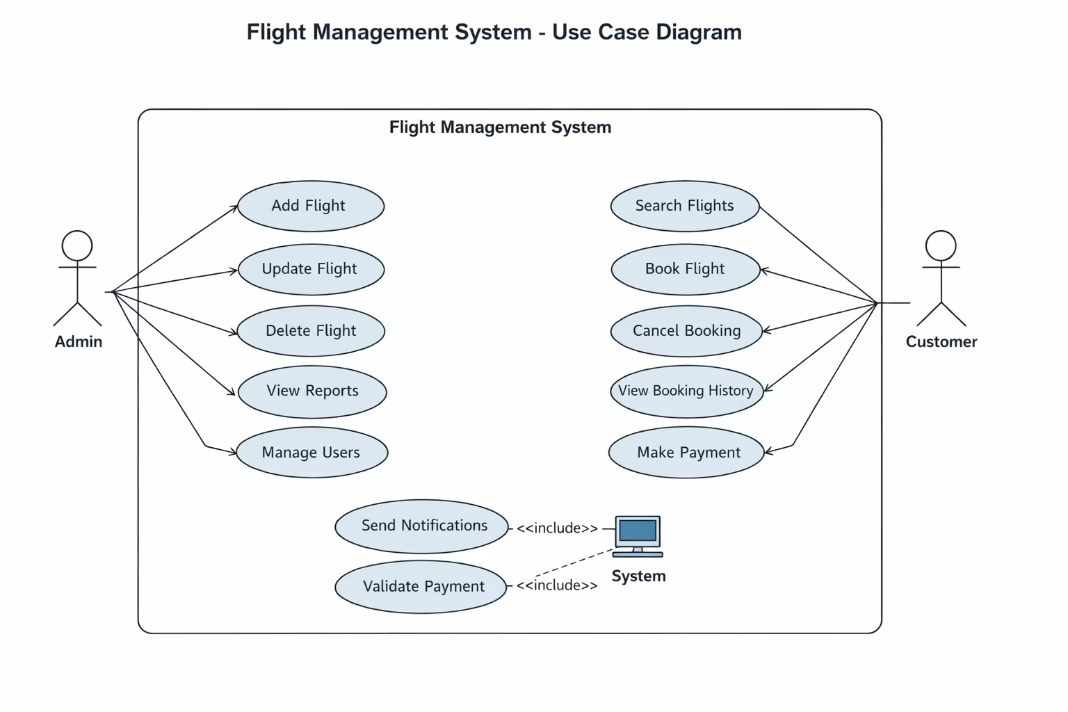 Flight Management System - Use Case Diagram
Flight Management System
Add Flight
Update Flight
Delete Flight
View Reports
Manage Users
Search Flights
Book Flight
Cancel Booking
View Booking History
Make Payment
Admin
Customer
Send Notifications
<<include>>
Validate Payment
<<include>>
System